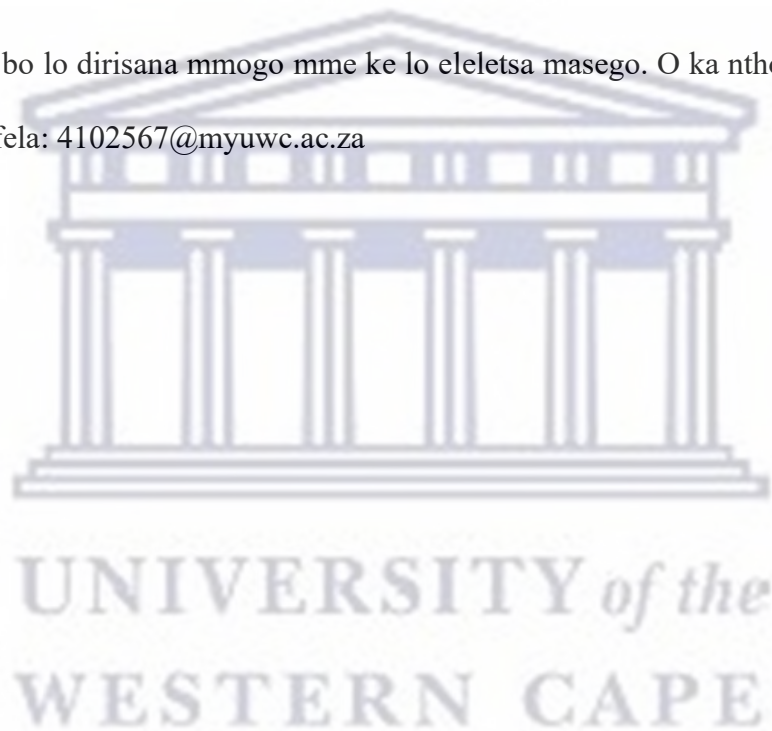 bo lo dirisana mmogo mme ke lo eleletsa masego. O ka
fela: 4102567@myuwc.ac.za
UNIVERSITY of the
WESTERN CAPE